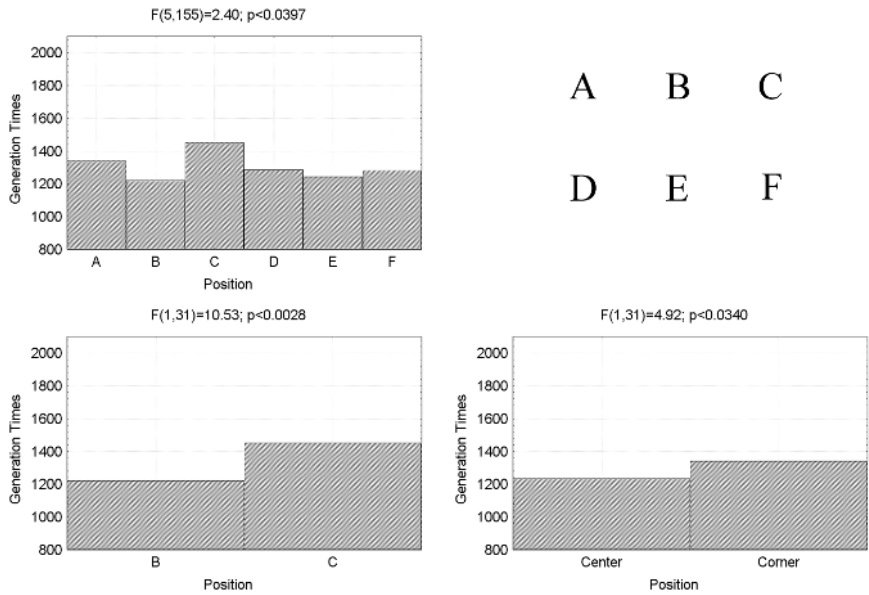 F(5,155)=2.40; p<0.0397
2000
1800
1600
1400
1200
1000
800
Generation Times
A B C D E F
Position
A B C
D E F
F(1,31)=10.53; p<0.0028
2000
1800
1600
1400
1200
1000
800
Generation Times
B C
Position
F(1,31)=4.92; p<0.0340
2000
1800
1600
1400
1200
1000
800
Generation Times
Center Corner
Position